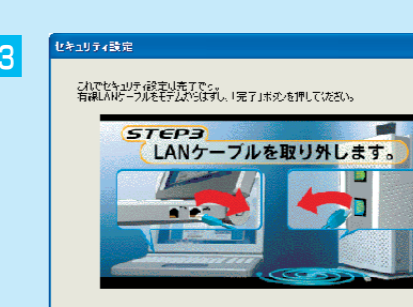 3
セキュリティ設定
これでセキュリティ設定は完了です。
有線LANケーブルをモデムからはずし、「完了」ボタンを押してください。
STEP3
LANケーブルを取り外します。